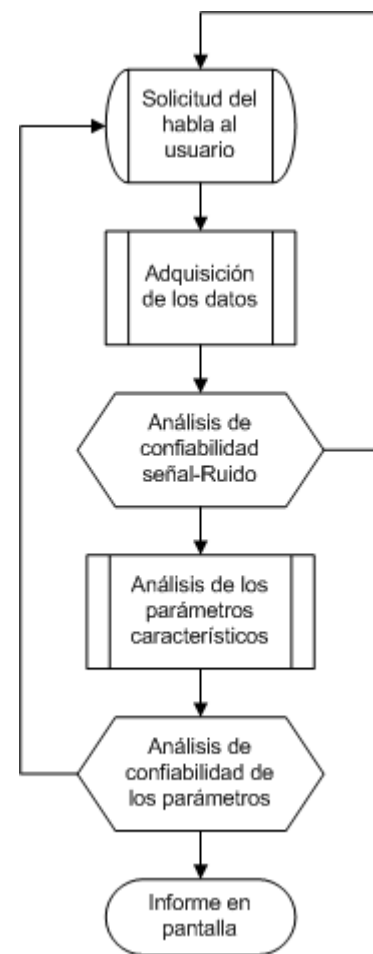 Solicitud del
habla al
usuario
Adquisición
de los datos
Análisis de
confiabilidad
señal-Ruido
Análisis de los
parámetros
característicos
Análisis de
confiabilidad de
los parámetros
Informe en
pantalla